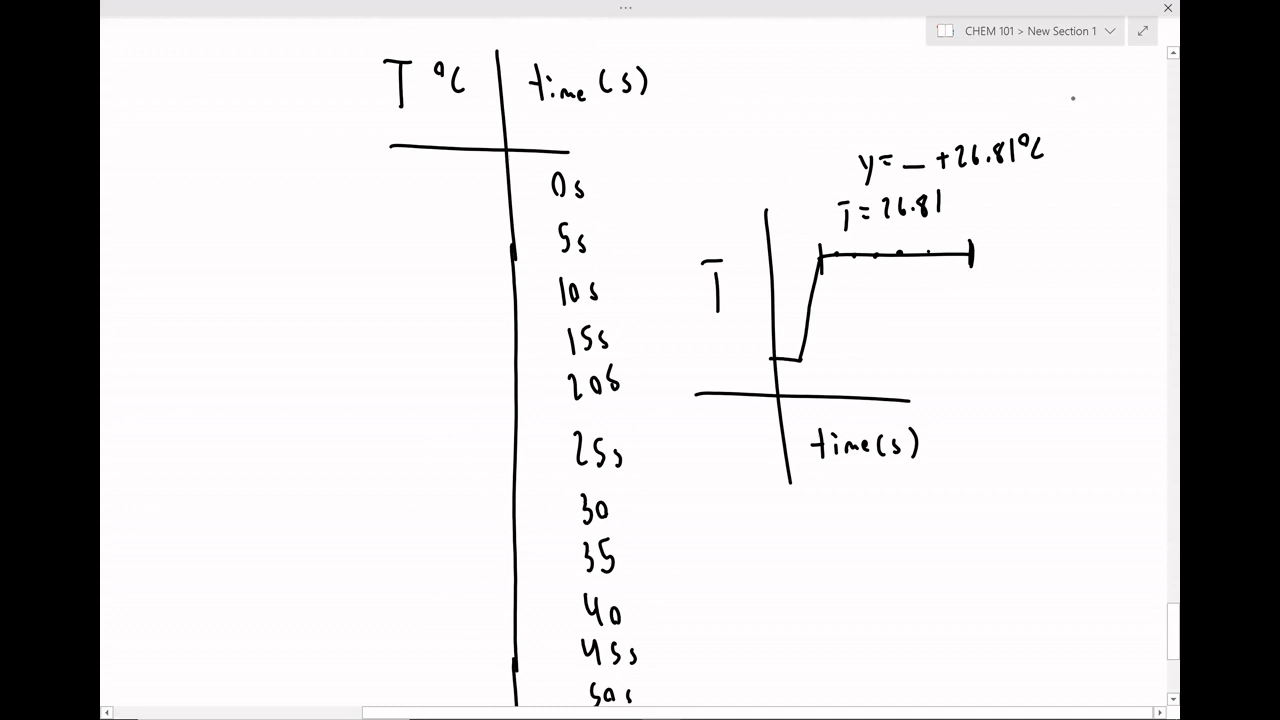 CHEM 101 > New Section 1
T °C time (s)
0s
5s
10s
15s
20s
25s
30
35
40
45s
50s
y = _ + 26.81°C
T = 26.81
T
time (s)